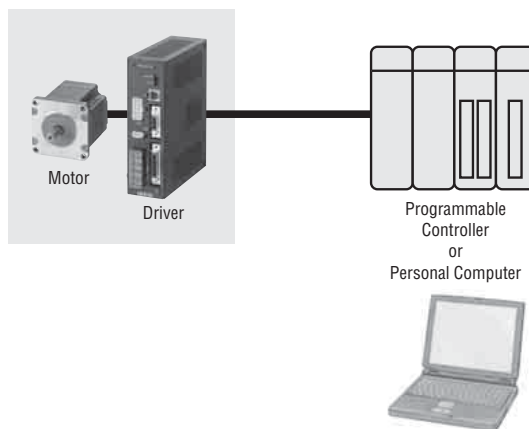 Motor
Driver
Programmable
Controller
or
Personal Computer